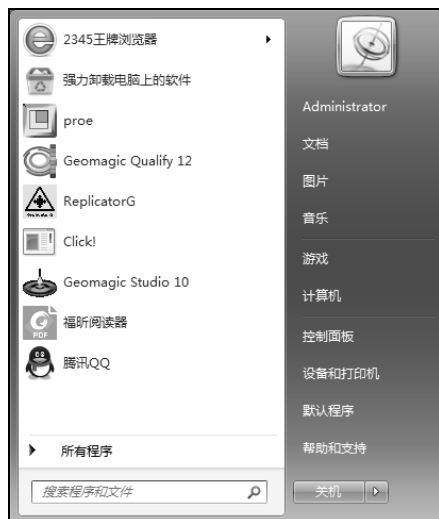 2345王牌浏览器
强力卸载电脑上的软件
proe
Geomagic Qualify 12
ReplicatorG
Click!
Geomagic Studio 10
福昕阅读器
PDF
腾讯QQ
所有程序
搜索程序和文件
Administrator
文档
图片
音乐
游戏
计算机
控制面板
设备和打印机
默认程序
帮助和支持
关机